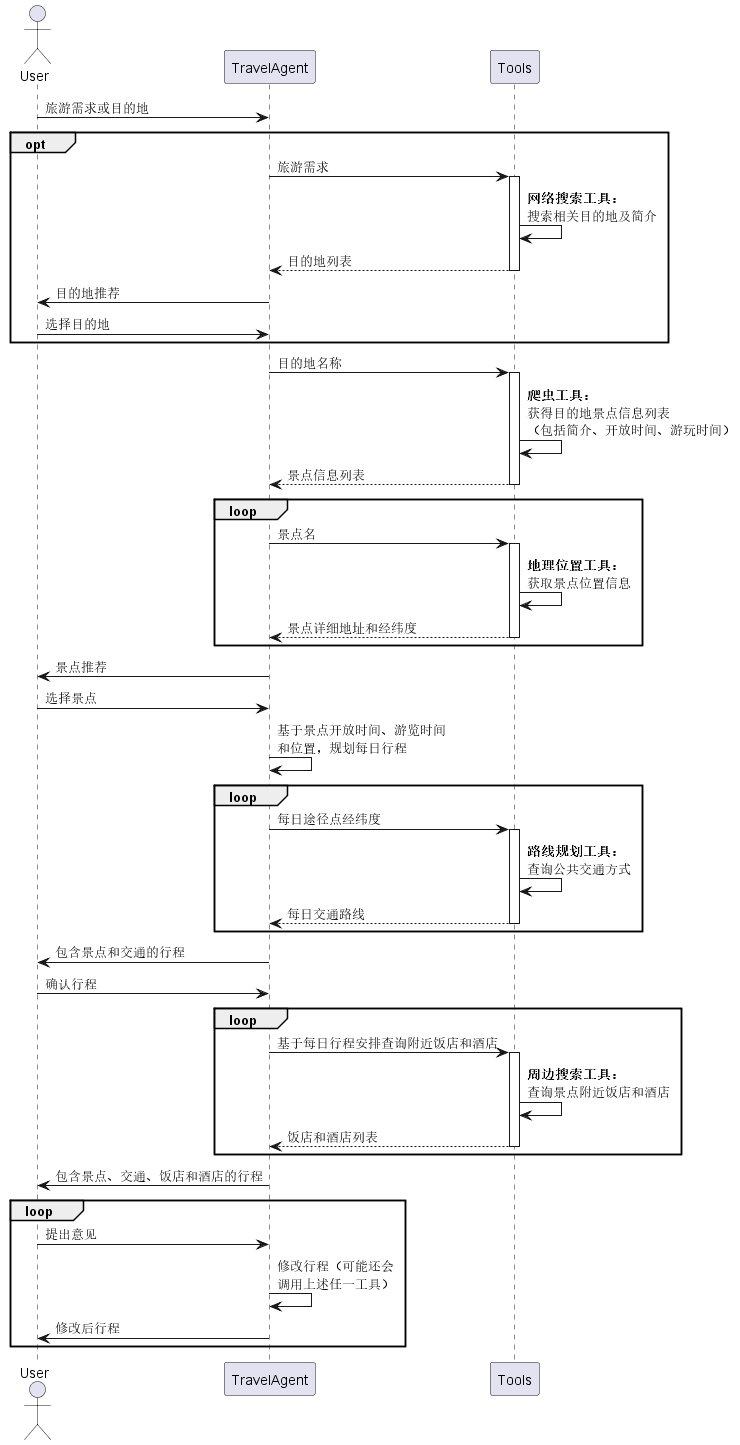 User
TravelAgent
Tools
旅游需求或目的地
opt
旅游需求
网络搜索工具：
搜索相关目的地及简介
目的地列表
目的地推荐
选择目的地
目的地名称
爬虫工具：
获得目的地景点信息列表
（包括简介、开放时间、游玩时间）
景点信息列表
loop
景点名
地理位置工具：
获取景点位置信息
景点详细地址和经纬度
景点推荐
选择景点
基于景点开放时间、游览时间
和位置，规划每日行程
loop
每日途径点经纬度
路线规划工具：
查询公共交通方式
每日交通路线
包含景点和交通的行程
确认行程
loop
基于每日行程安排查询附近饭店和酒店
周边搜索工具：
查询景点附近饭店和酒店
饭店和酒店列表
包含景点、交通、饭店和酒店的行程
loop
提出意见
修改行程（可能还会
调用上述任一工具）
修改后行程
User
TravelAgent
Tools